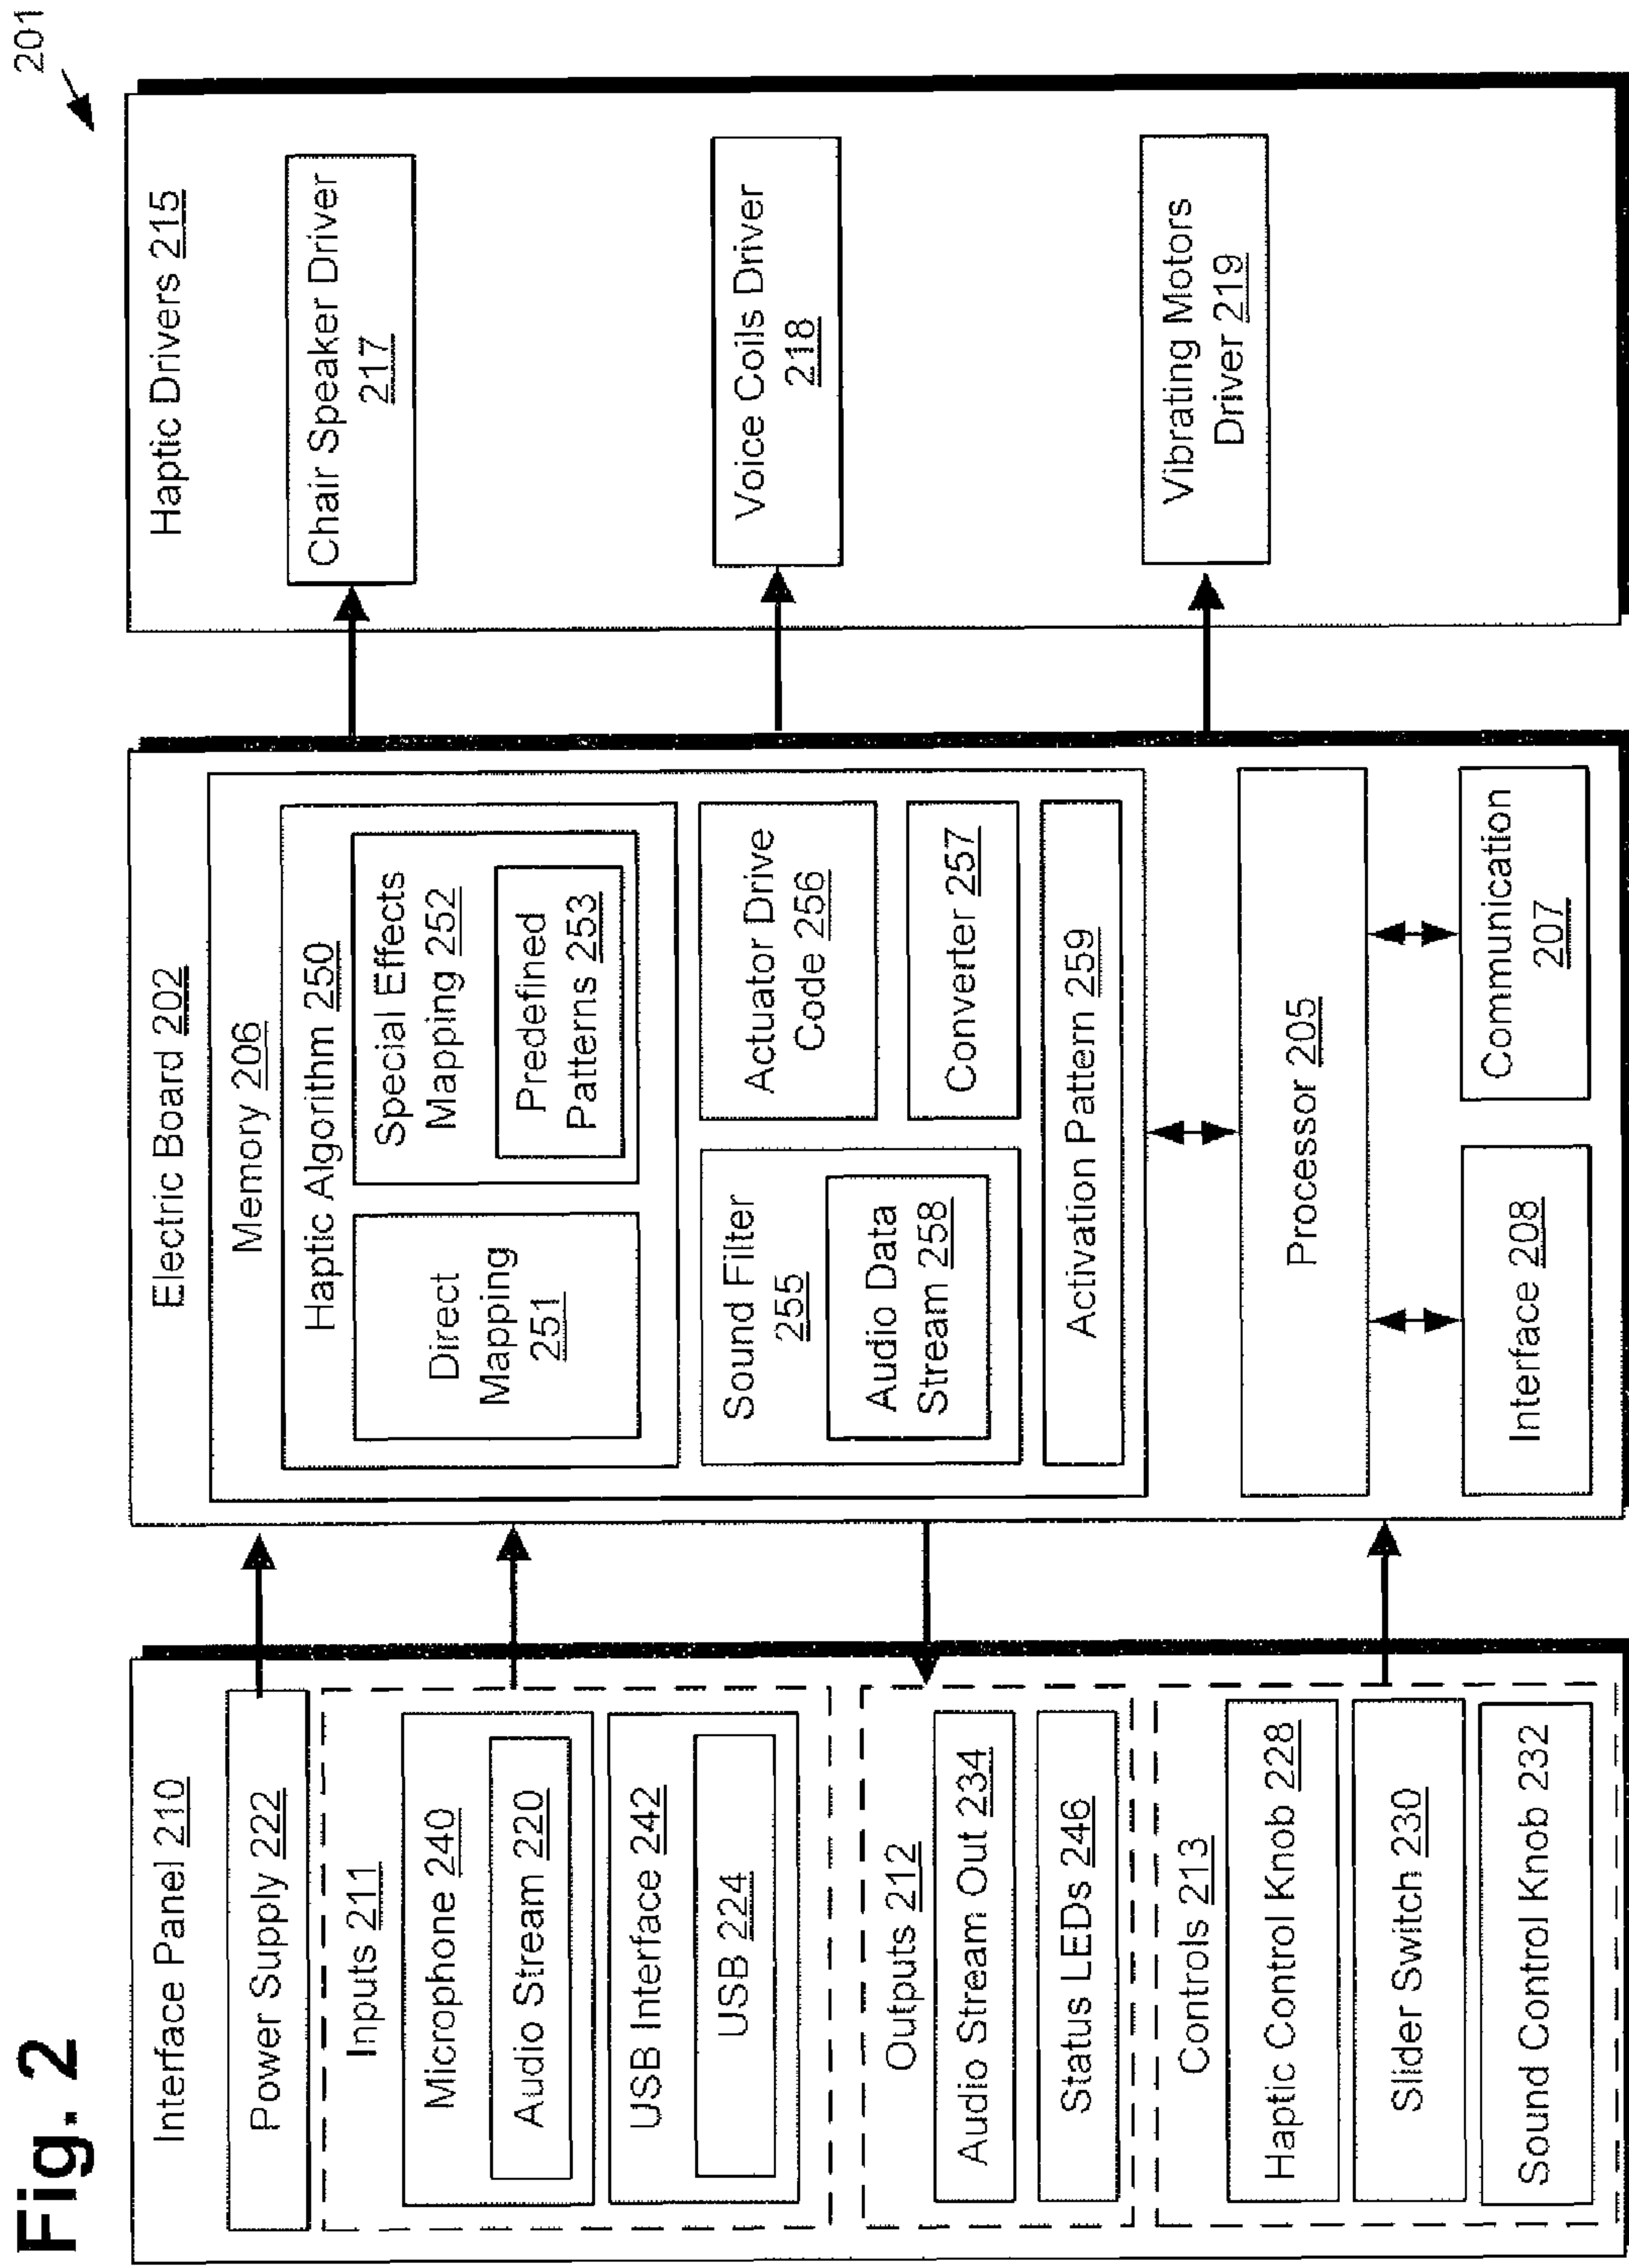 Fig. 2
201
Interface Panel 210
Power Supply 222
Inputs 211
Microphone 240
Audio Stream 220
USB Interface 242
USB 224
Outputs 212
Audio Stream Out 234
Status LEDs 246
Controls 213
Haptic Control Knob 228
Slider Switch 230
Sound Control Knob 232
Electric Board 202
Memory 206
Haptic Algorithm 250
Direct
Mapping
251
Special Effects
Mapping 252
Predefined
Patterns 253
Sound Filter
255
Audio Data
Stream 258
Actuator Drive
Code 256
Converter 257
Activation Pattern 259
Processor 205
Interface 208
Communication
207
Haptic Drivers 215
Chair Speaker Driver
217
Voice Coils Driver
218
Vibrating Motors
Driver 219